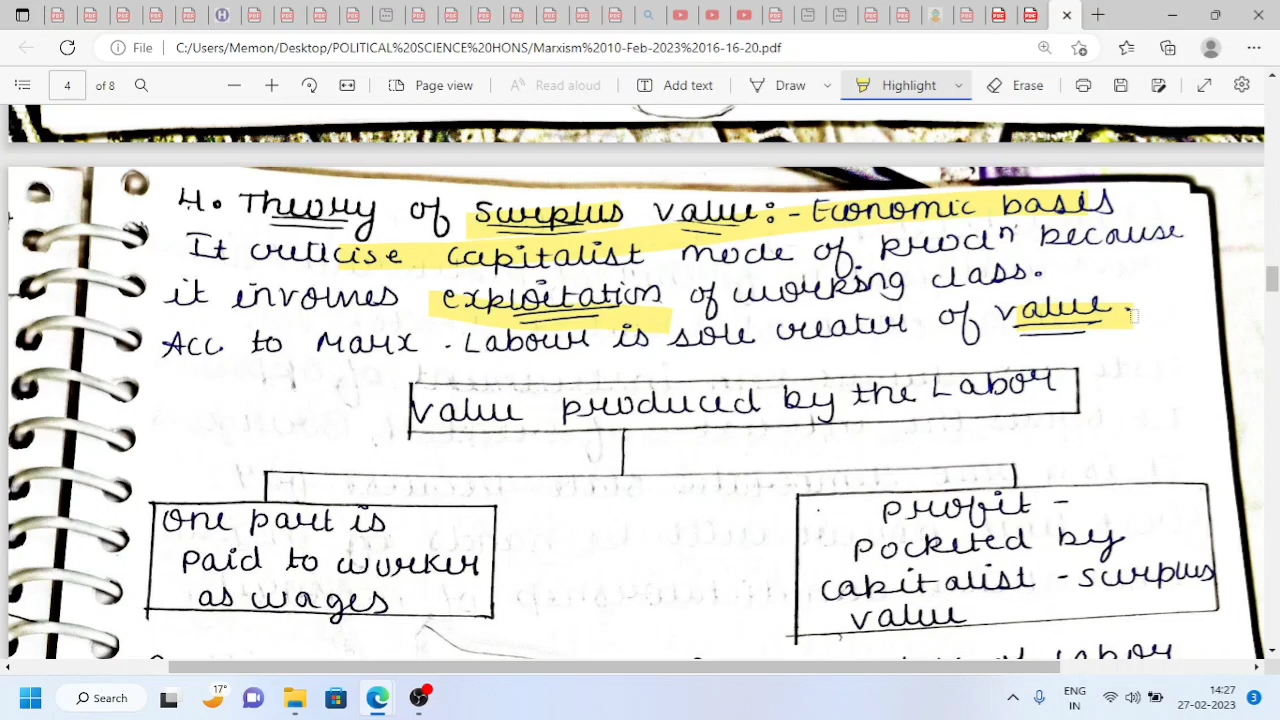 File C:/Users/Memon/Desktop/POLITICAL%20SCIENCE%20HONS/Marxism%2010-Feb-2023%2016-16-20.pdf
4 of 8 Page view Read aloud Add text Draw Highlight Erase
4. Theory of Surplus Value:- Economic basis
It criticise capitalist mode of prodⁿ because
it involves exploitation of working class.
Acc to Marx. Labour is sole creater of value.
Value produced by the Labor
One part is
paid to worker
as wages
Profit -
Pocketed by
capitalist - surplus
value
of labor
Search
17°
ENG
IN
14:27
27-02-2023
3